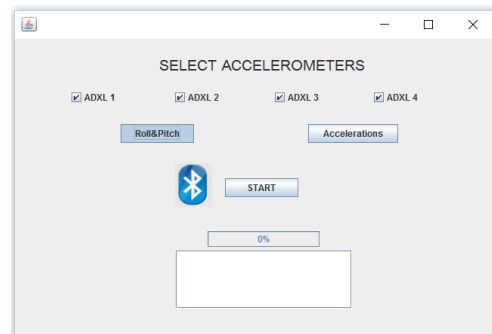 SELECT ACCELEROMETERS
ADXL 1 ADXL 2 ADXL 3 ADXL 4
Roll&Pitch Accelerations
START
0%